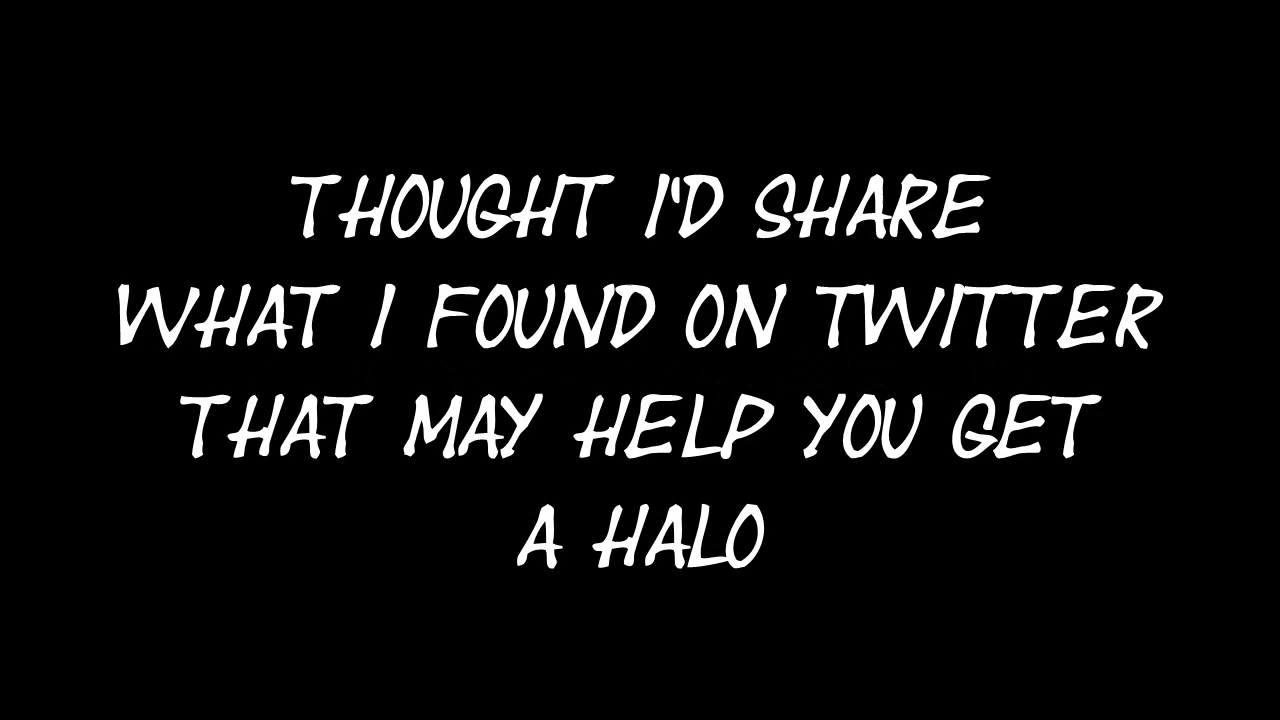 THOUGHT I'D SHARE
WHAT I FOUND ON TWITTER
THAT MAY HELP YOU GET
A HALO